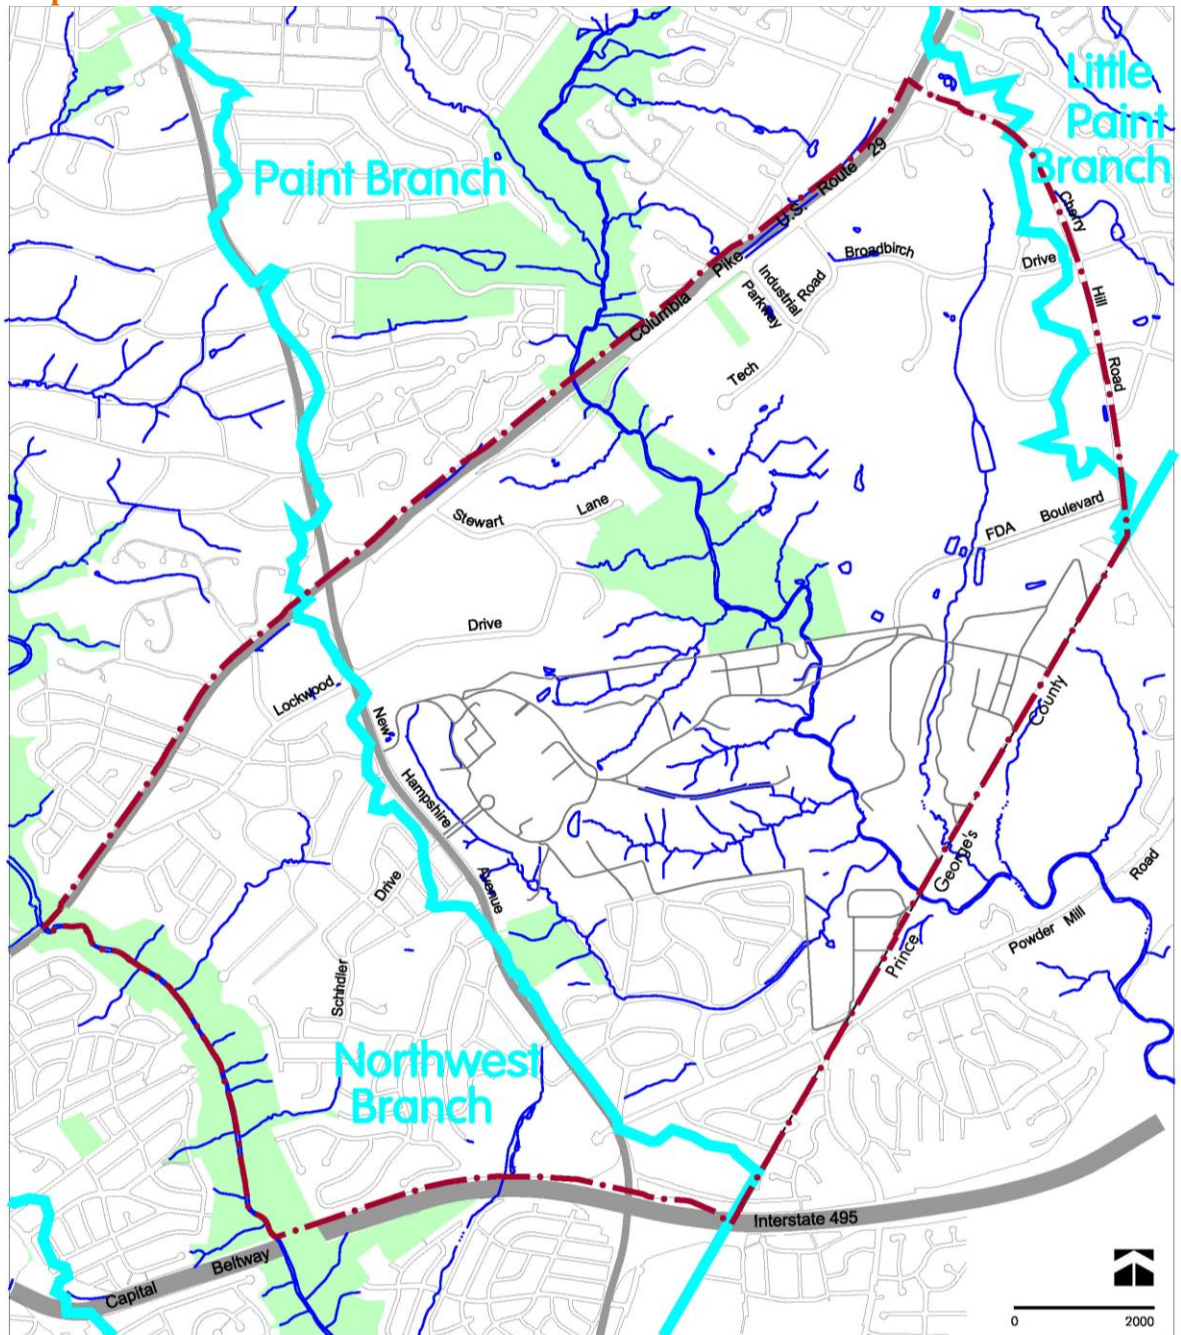 Little
Paint
Branch
Paint Branch
U.S. Route 29
Columbia Pike
Cherry Hill Road
Broadbirch Drive
Industrial
Parkway
Tech Road
Stewart Lane
FDA Boulevard
Lockwood Drive
New Hampshire Avenue
Prince George's County
Powder Mill Road
Schindler Drive
Northwest
Branch
Interstate 495
Capital Beltway
0 2000